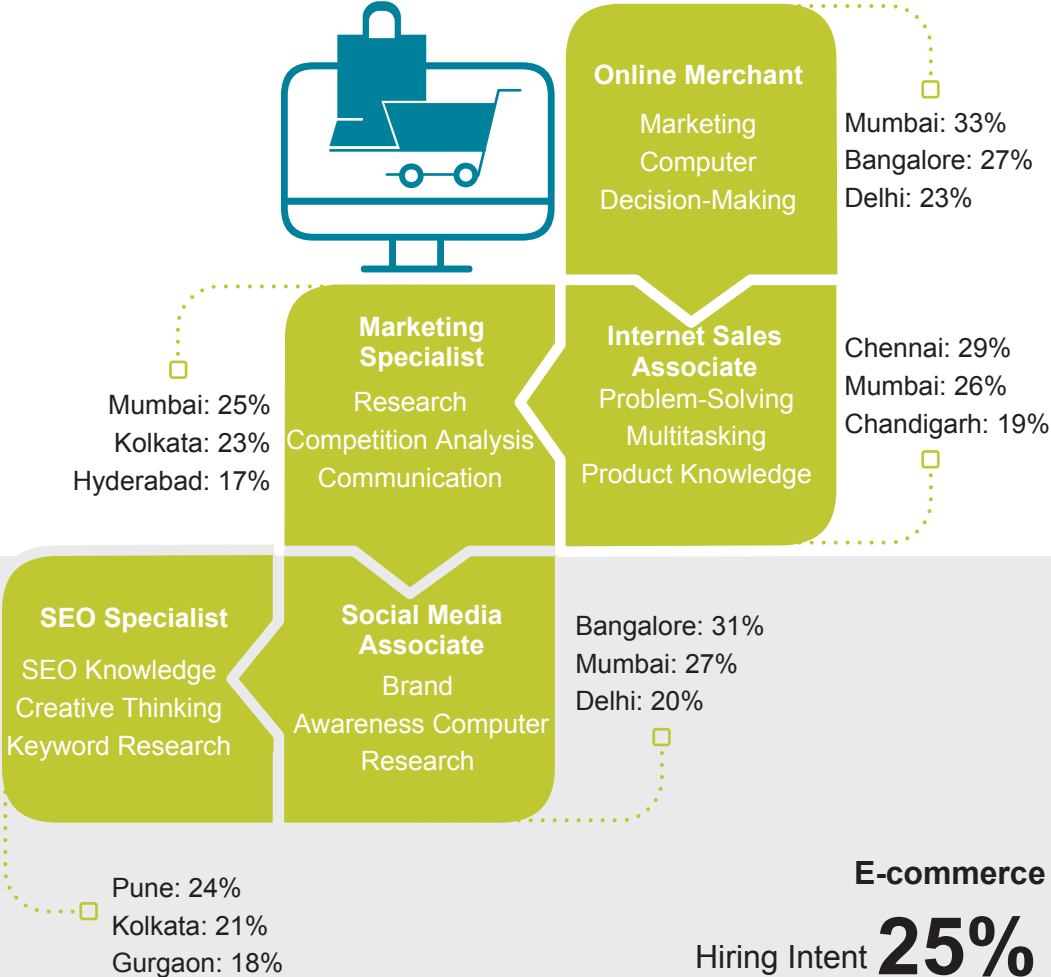 Online Merchant
Marketing
Computer
Decision-Making
Mumbai: 33%
Bangalore: 27%
Delhi: 23%
Internet Sales
Associate
Problem-Solving
Multitasking
Product Knowledge
Chennai: 29%
Mumbai: 26%
Chandigarh: 19%
Marketing
Specialist
Research
Competition Analysis
Communication
Mumbai: 25%
Kolkata: 23%
Hyderabad: 17%
Social Media
Associate
Brand
Awareness Computer
Research
Bangalore: 31%
Mumbai: 27%
Delhi: 20%
SEO Specialist
SEO Knowledge
Creative Thinking
Keyword Research
Pune: 24%
Kolkata: 21%
Gurgaon: 18%
E-commerce
Hiring Intent 25%